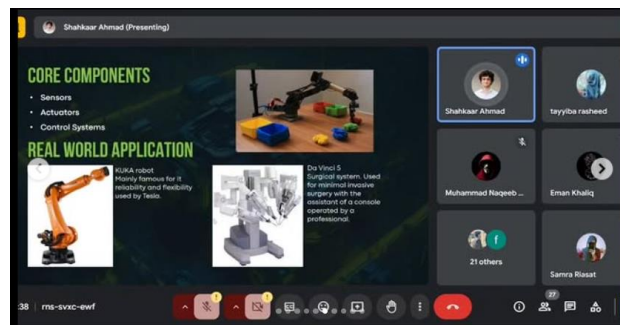 Shahkaar Ahmad (Presenting)
CORE COMPONENTS
• Sensors
• Actuators
• Control Systems
REAL WORLD APPLICATION
KUKA robot
Mainly famous for it
reliability and flexibility
used by Tesla.
Da Vinci 5
Surgical system. Used
for minimal invasive
surgery with the
assistant of a console
operated by a
professional.
Shahkaar Ahmad
tayyiba rasheed
Muhammad Naqeeb ...
Eman Khaliq
f
21 others
Samra Riasat
:38 | rns-svxc-ewf
27